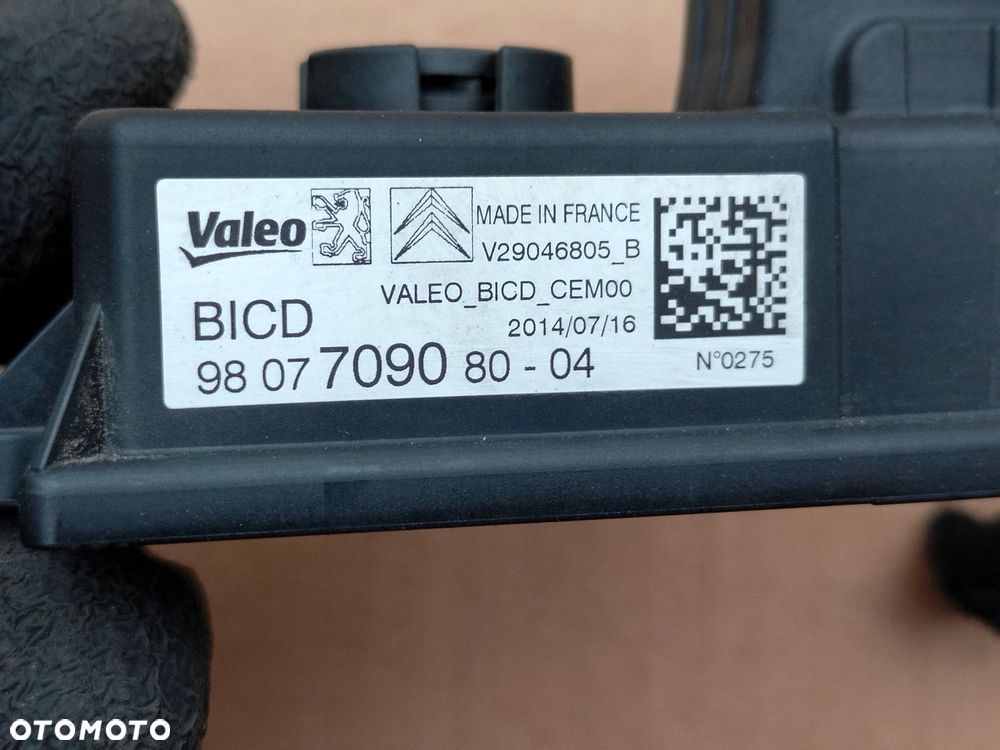 Valeo
MADE IN FRANCE
V29046805_B
VALEO_BICD_CEM00
BICD
2014/07/16
98 07 7090 80 - 04
N°0275
OTOMOTO